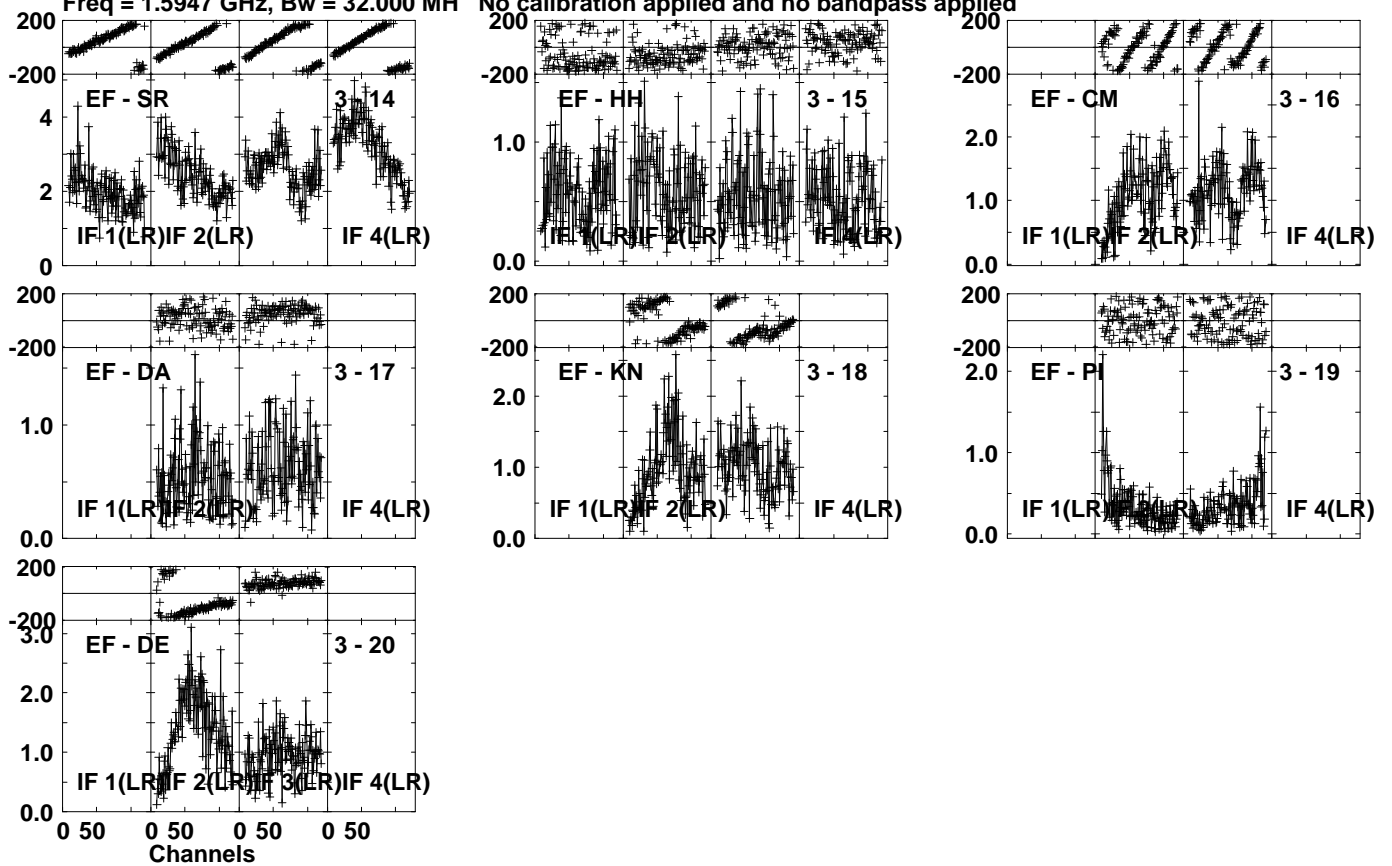 Freq = 1.5947 GHz, Bw = 32.000 MH No calibration applied and no bandpass applied
200 200 200
-200 -200 -200
EF - SR 3 - 14 EF - HH 3 - 15 EF - CM 3 - 16
4 1.0 2.0
2 1.0
IF 1(LR) IF 2(LR) IF 4(LR) IF 1(LR) IF 2(LR) IF 4(LR) IF 1(LR) IF 2(LR) IF 4(LR)
0 0.0 0.0
200 200 200
-200 -200 -200
EF - DA 3 - 17 EF - KN 3 - 18 EF - PI 3 - 19
1.0 2.0 2.0
1.0 1.0
IF 1(LR) IF 2(LR) IF 4(LR) IF 1(LR) IF 2(LR) IF 4(LR) IF 1(LR) IF 2(LR) IF 4(LR)
0.0 0.0 0.0
200
-200
3.0
EF - DE 3 - 20
2.0
1.0
IF 1(LR) IF 2(LR) IF 3(LR) IF 4(LR)
0.0
0 50 0 50 0 50 0 50
Channels